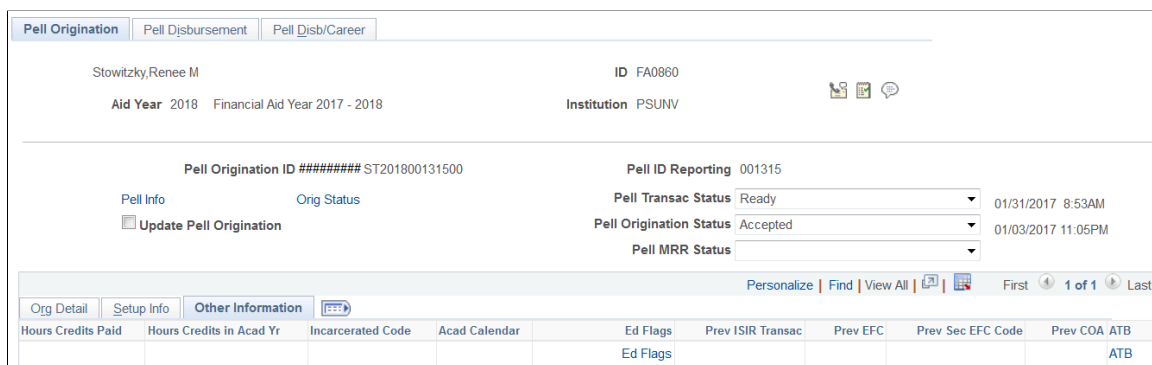 Pell Origination Pell Disbursement Pell Disb/Career
Stowitzky,Renee M ID FA0860
Aid Year 2018 Financial Aid Year 2017 - 2018 Institution PSUNV
Pell Origination ID ######### ST201800131500 Pell ID Reporting 001315
Pell Info Orig Status Pell Transac Status Ready 01/31/2017 8:53AM
Update Pell Origination Pell Origination Status Accepted 01/03/2017 11:05PM
Pell MRR Status
Personalize | Find | View All | | First 1 of 1 Last
Org Detail Setup Info Other Information
Hours Credits Paid Hours Credits in Acad Yr Incarcerated Code Acad Calendar Ed Flags Prev ISIR Transac Prev EFC Prev Sec EFC Code Prev COA ATB
Ed Flags ATB